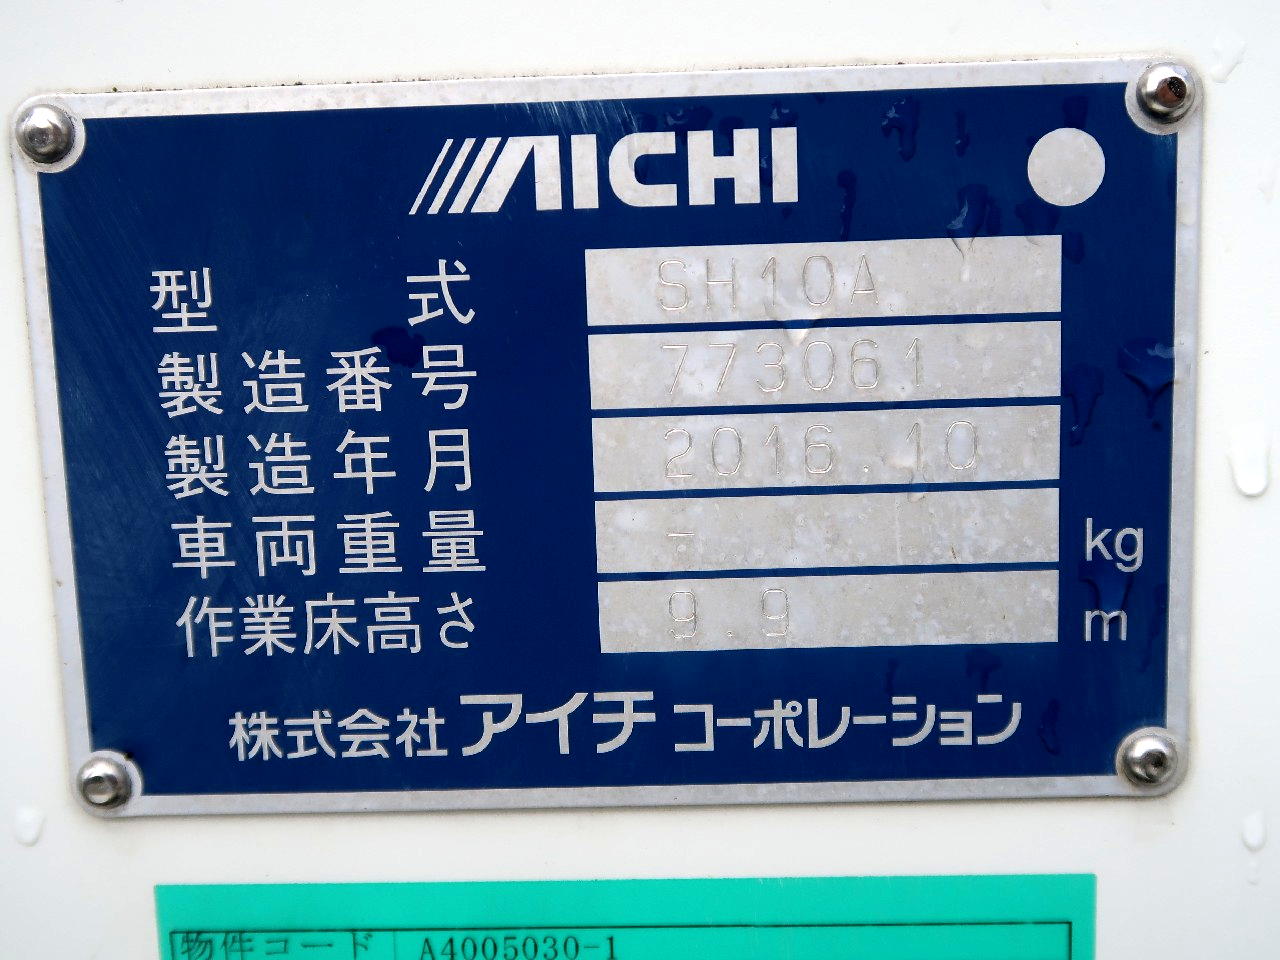 AICHI
型式 SH10A
製造番号 773061
製造年月 2016.10
車両重量 - kg
作業床高さ 9.9 m
株式会社アイチコーポレーション
物件コード A4005030-1